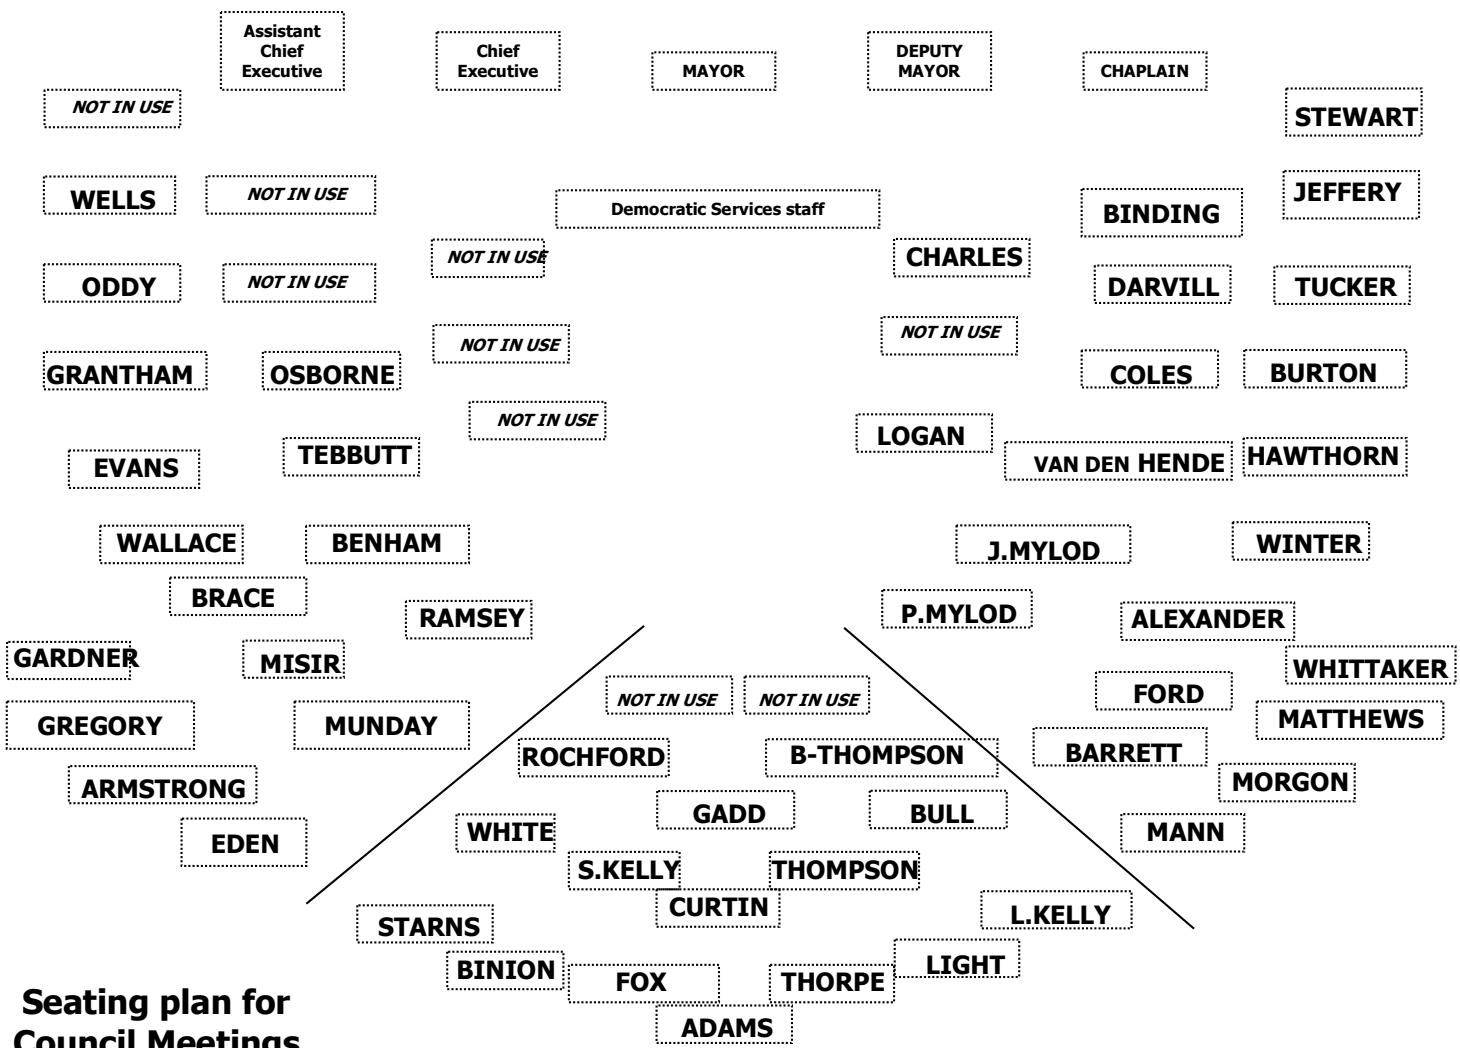 Assistant
Chief
Executive
Chief
Executive
MAYOR
DEPUTY
MAYOR
CHAPLAIN
NOT IN USE
STEWART
WELLS
NOT IN USE
Democratic Services staff
BINDING
JEFFERY
NOT IN USE
CHARLES
ODDY
NOT IN USE
DARVILL
TUCKER
NOT IN USE
NOT IN USE
GRANTHAM
OSBORNE
COLES
BURTON
NOT IN USE
LOGAN
EVANS
TEBBUTT
VAN DEN HENDE
HAWTHORN
WALLACE
BENHAM
J.MYLOD
WINTER
BRACE
RAMSEY
P.MYLOD
ALEXANDER
GARDNER
MISIR
WHITTAKER
NOT IN USE
NOT IN USE
FORD
GREGORY
MUNDAY
MATTHEWS
ROCHFORD
B-THOMPSON
BARRETT
ARMSTRONG
MORGON
GADD
BULL
EDEN
WHITE
MANN
S.KELLY
THOMPSON
CURTIN
L.KELLY
STARNS
BINION
LIGHT
FOX
THORPE
ADAMS
Seating plan for
Council Meetings